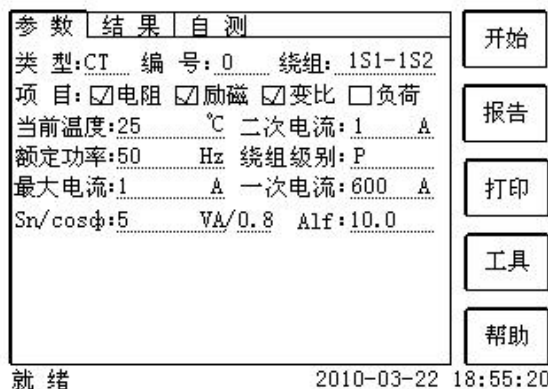 参 数 结 果 自 测
类 型:CT 编 号:0 绕组: 1S1-1S2
项 目:☑电阻 ☑励磁 ☑变比 ☐负荷
当前温度:25 ℃ 二次电流:1 A
额定功率:50 Hz 绕组级别:P
最大电流:1 A 一次电流:600 A
Sn/cosф:5 VA/0.8 Alf:10.0
开始
报告
打印
工具
帮助
就 绪 2010-03-22 18:55:20